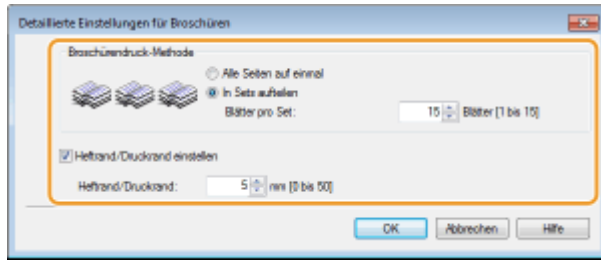 Detaillierte Einstellungen für Broschüren
Broschürendruck-Methode
Alle Seiten auf einmal
In Sets aufteilen
Blätter pro Set: 15 Blätter [1 bis 15]
Heftrand/Druckrand einstellen
Heftrand/Druckrand: 5 mm [0 bis 50]
OK Abbrechen Hilfe